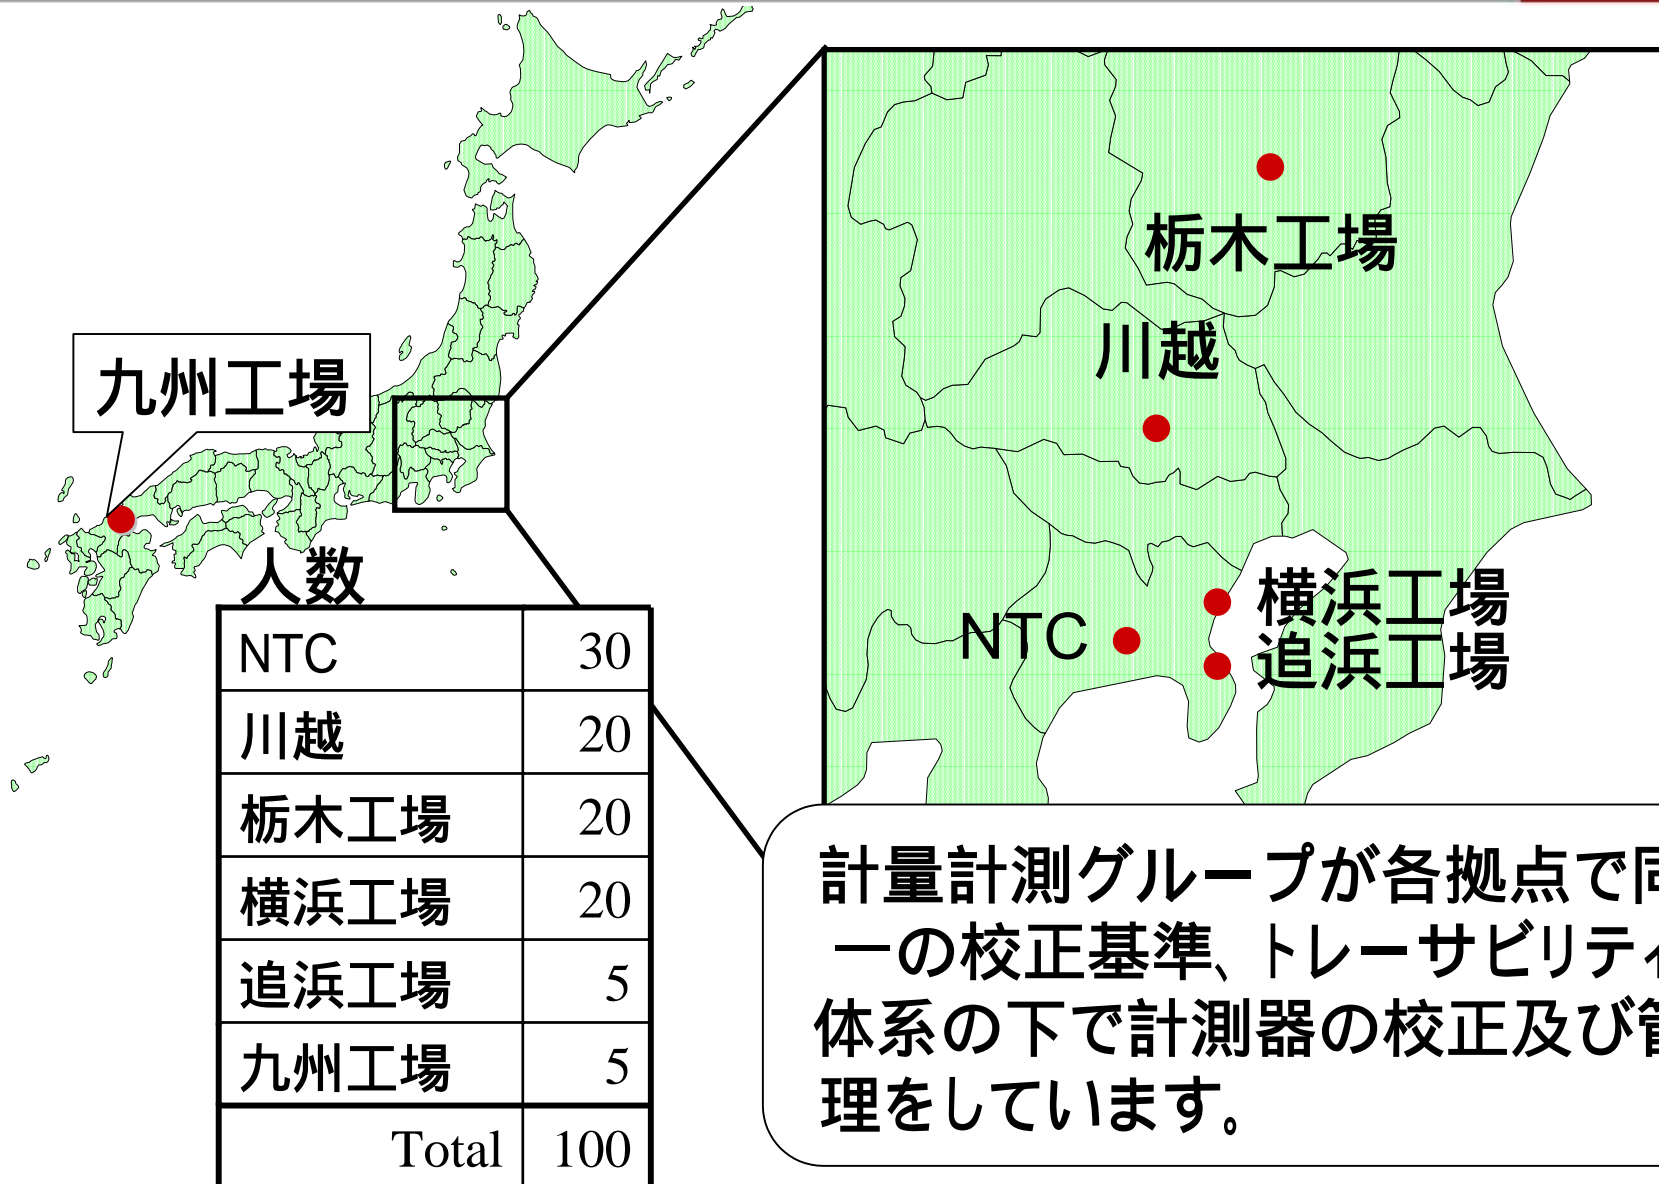 九州工場
栃木工場
川越
横浜工場
NTC
追浜工場
人数
NTC 30
川越 20
栃木工場 20
横浜工場 20
追浜工場 5
九州工場 5
Total 100
計量計測グループが各拠点で同
一の校正基準、トレーサビリティ
体系の下で計測器の校正及び管
理をしています。